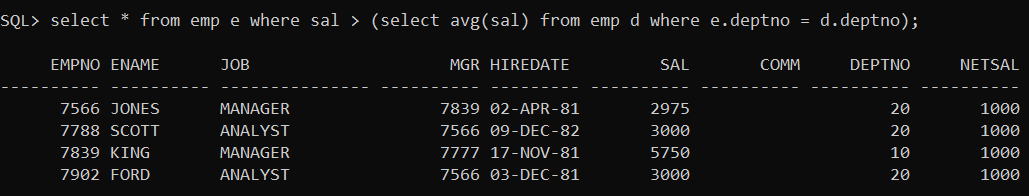 SQL> select * from emp e where sal > (select avg(sal) from emp d where e.deptno = d.deptno);
EMPNO ENAME JOB MGR HIREDATE SAL COMM DEPTNO NETSAL
---------- ---------- --------------- ---------- --------- ---------- ---------- ---------- ----------
7566 JONES MANAGER 7839 02-APR-81 2975 20 1000
7788 SCOTT ANALYST 7566 09-DEC-82 3000 20 1000
7839 KING MANAGER 7777 17-NOV-81 5750 10 1000
7902 FORD ANALYST 7566 03-DEC-81 3000 20 1000